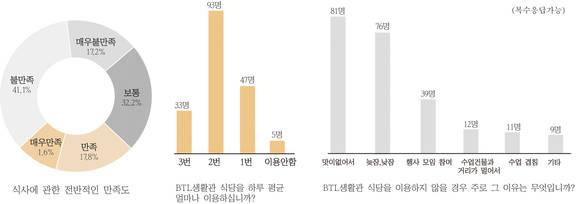 매우불만족
17.2%
보통
32.2%
만족
17.8%
매우만족
1.6%
불만족
41.1%
식사에 관한 전반적인 만족도
93명
47명
33명
5명
3번 2번 1번 이용안함
BTL생활관 식당을 하루 평균
얼마나 이용하십니까?
(복수응답가능)
81명
76명
39명
12명
11명
9명
맛이없어서 늦잠,낮잠 행사 모임 참여 수업건물과 수업 겹침 기타
거리가 멀어서
BTL생활관 식당을 이용하지 않을 경우 주로 그 이유는 무엇입니까?